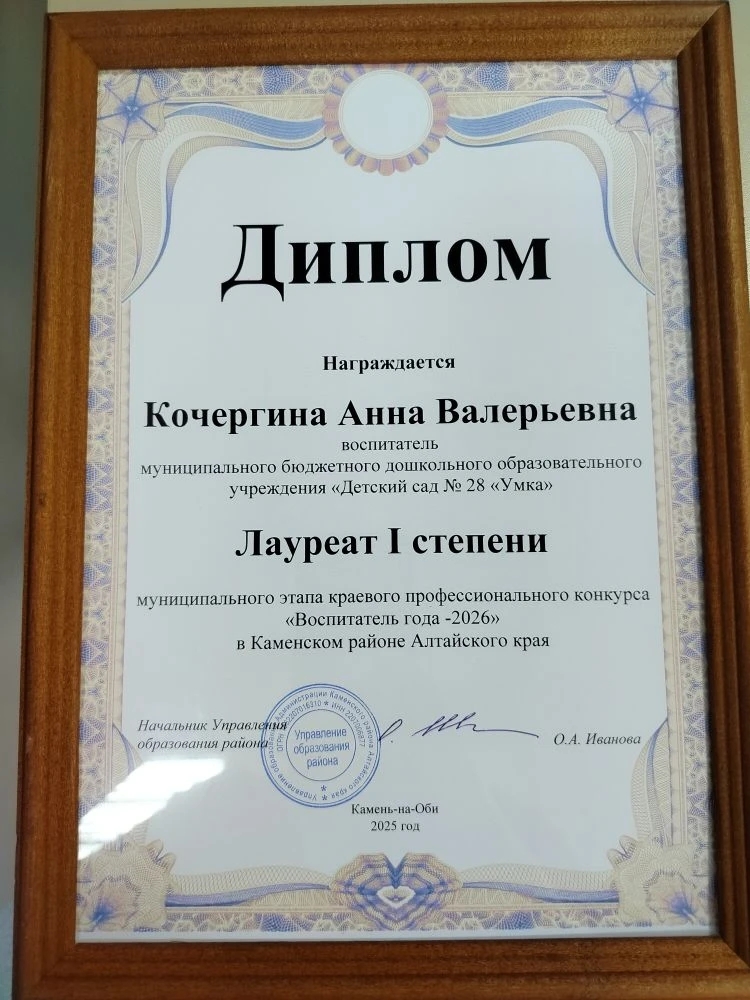 Диплом
Награждается
Кочергина Анна Валерьевна
воспитатель
муниципального бюджетного дошкольного образовательного
учреждения «Детский сад № 28 «Умка»
Лауреат I степени
муниципального этапа краевого профессионального конкурса
«Воспитатель года -2026»
в Каменском районе Алтайского края
Начальник Управления
образования района
Управление
образования
района
О.А. Иванова
Камень-на-Оби
2025 год